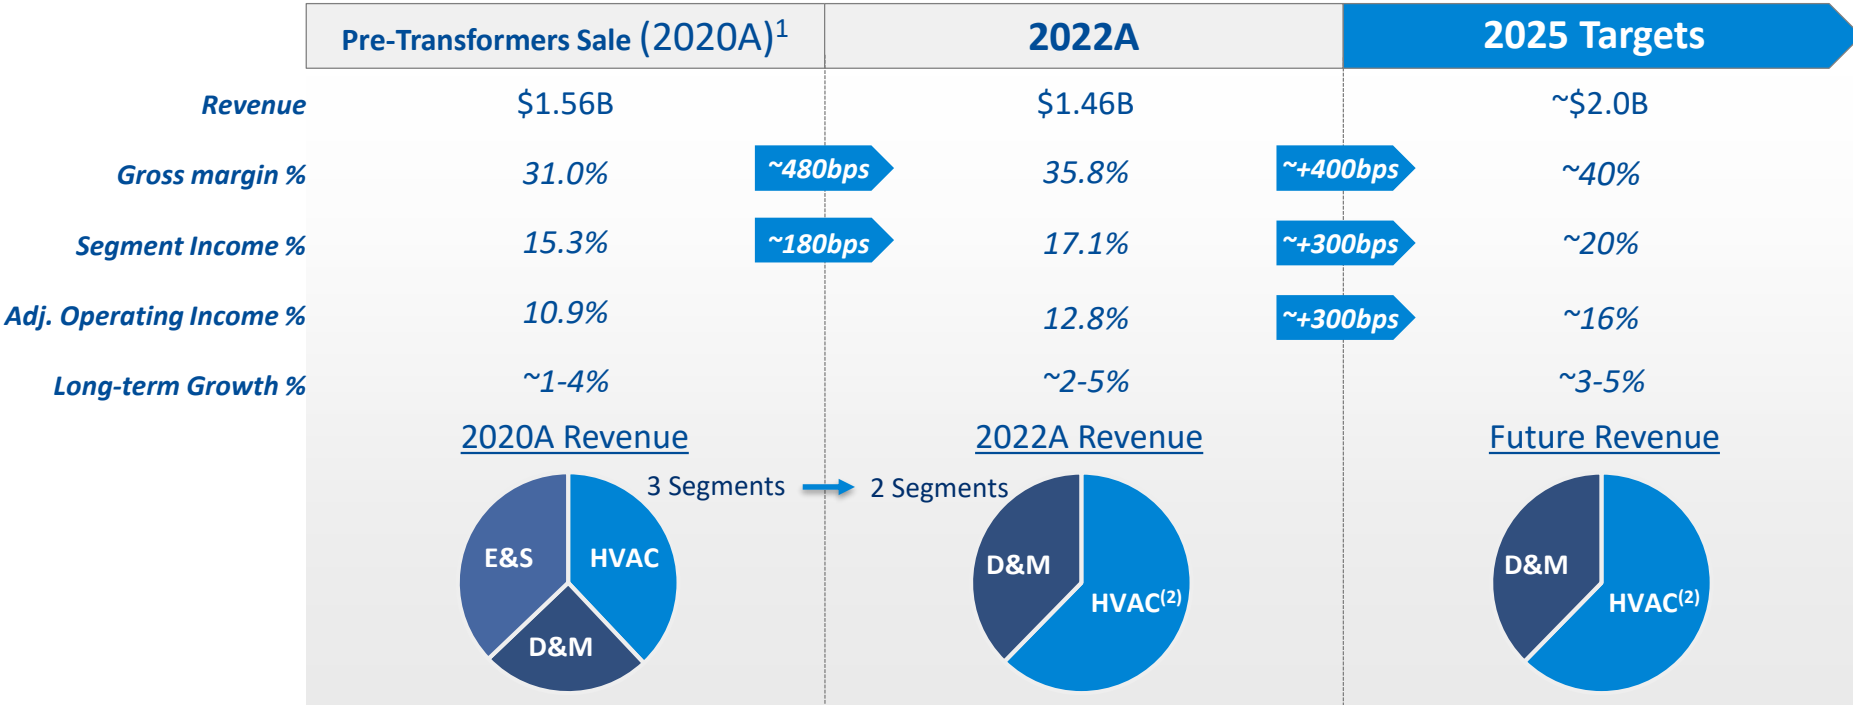 Pre-Transformers Sale (2020A)1 2022A 2025 Targets
Revenue $1.56B $1.46B ~$2.0B
Gross margin % 31.0% ~480bps 35.8% ~+400bps ~40%
Segment Income % 15.3% ~180bps 17.1% ~+300bps ~20%
Adj. Operating Income % 10.9% 12.8% ~+300bps ~16%
Long-term Growth % ~1-4% ~2-5% ~3-5%
2020A Revenue 2022A Revenue Future Revenue
3 Segments 2 Segments
E&S HVAC D&M D&M
HVAC(2) HVAC(2)
D&M